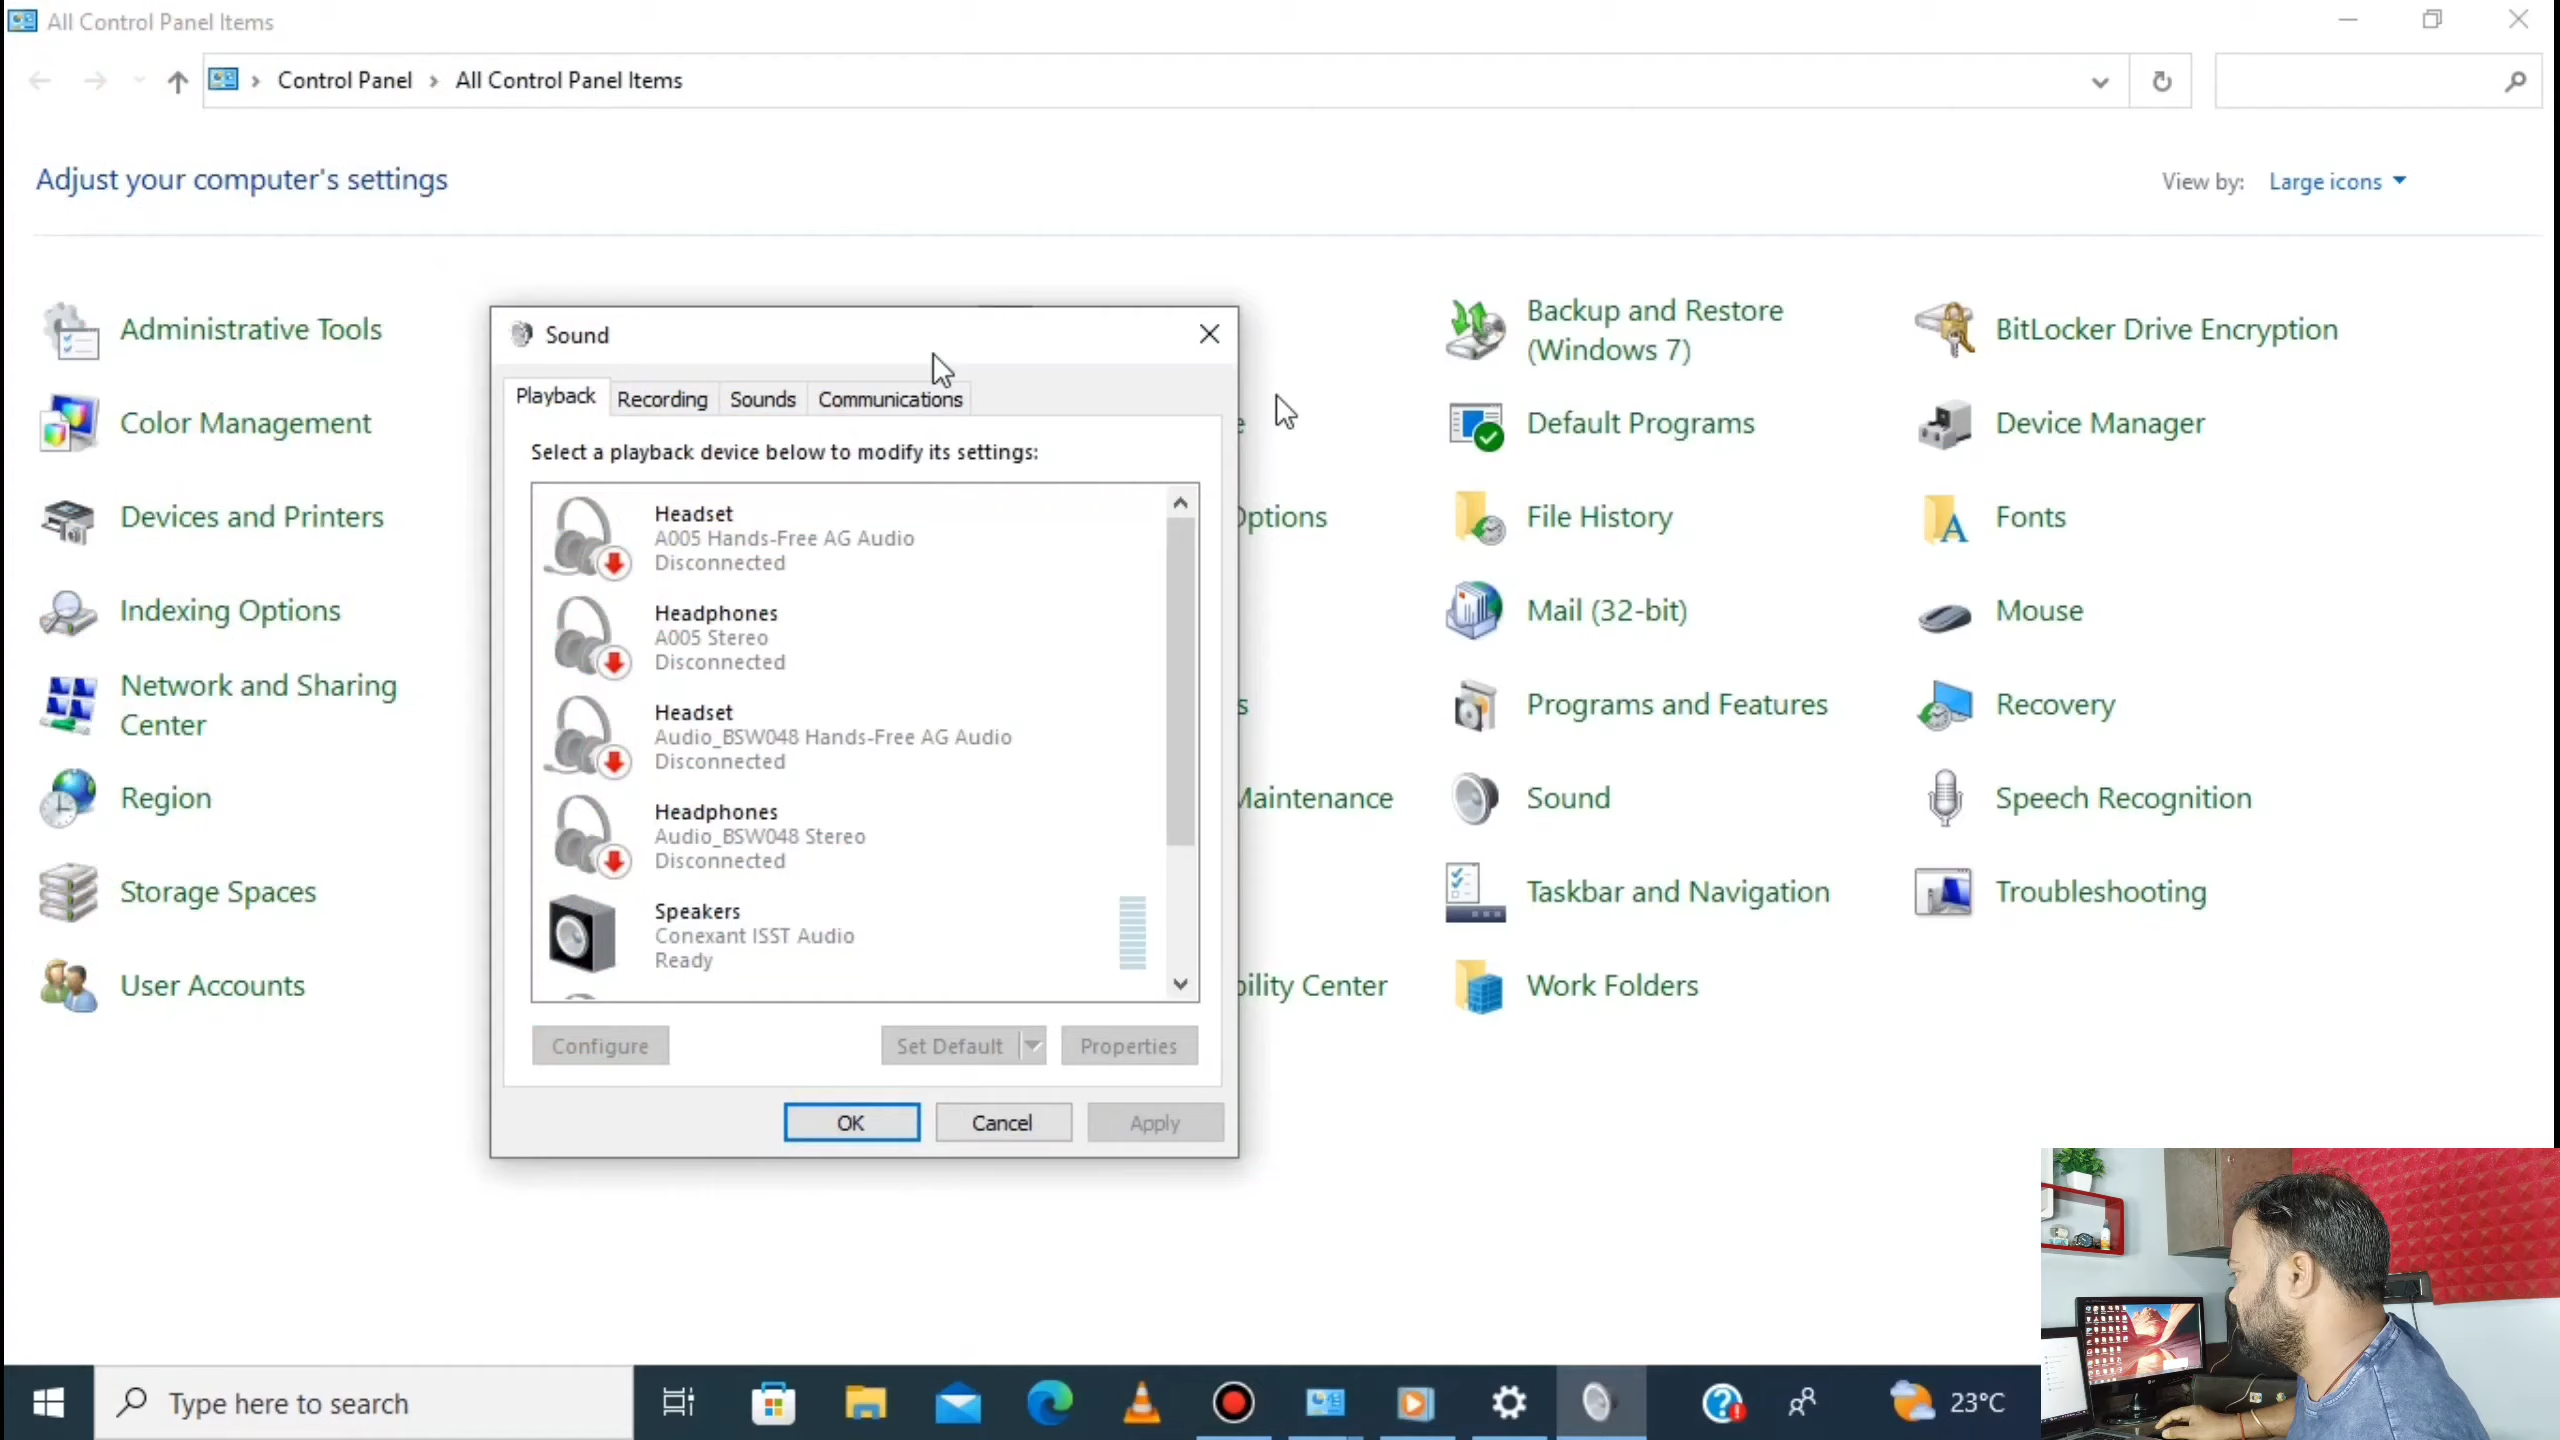 All Control Panel Items
Control Panel
All Control Panel Items
Adjust your computer's settings
View by:
Large icons
Administrative Tools
Color Management
Devices and Printers
Indexing Options
Network and Sharing
Center
Region
Storage Spaces
User Accounts
Sound
Playback
Recording
Sounds
Communications
Select a playback device below to modify its settings:
Headset
A005 Hands-Free AG Audio
Disconnected
Headphones
A005 Stereo
Disconnected
Headset
Audio_BSW048 Hands-Free AG Audio
Disconnected
Headphones
Audio_BSW048 Stereo
Disconnected
Speakers
Conexant ISST Audio
Ready
Configure
Set Default
Properties
OK
Cancel
Apply
Maintenance
Center
Backup and Restore
(Windows 7)
Default Programs
File History
Mail (32-bit)
Programs and Features
Sound
Taskbar and Navigation
Work Folders
BitLocker Drive Encryption
Device Manager
Fonts
Mouse
Recovery
Speech Recognition
Troubleshooting
Type here to search
23°C